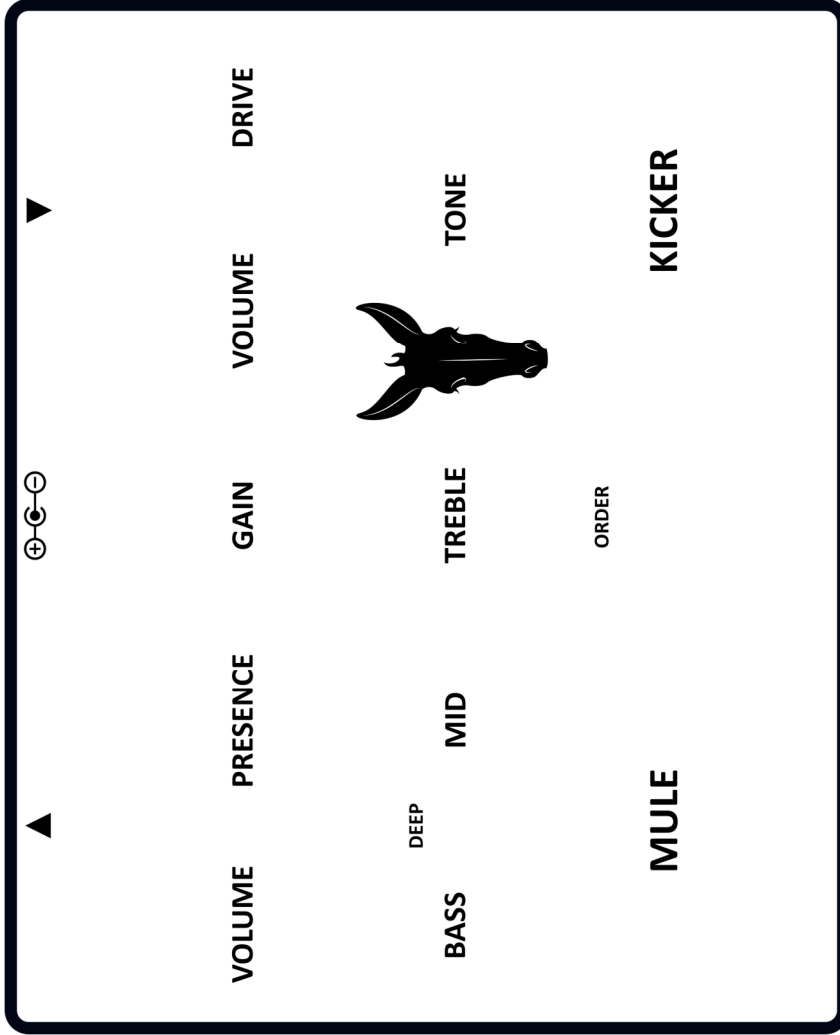 VOLUME PRESENCE GAIN VOLUME DRIVE
DEEP
BASS MID TREBLE TONE
ORDER
MULE KICKER